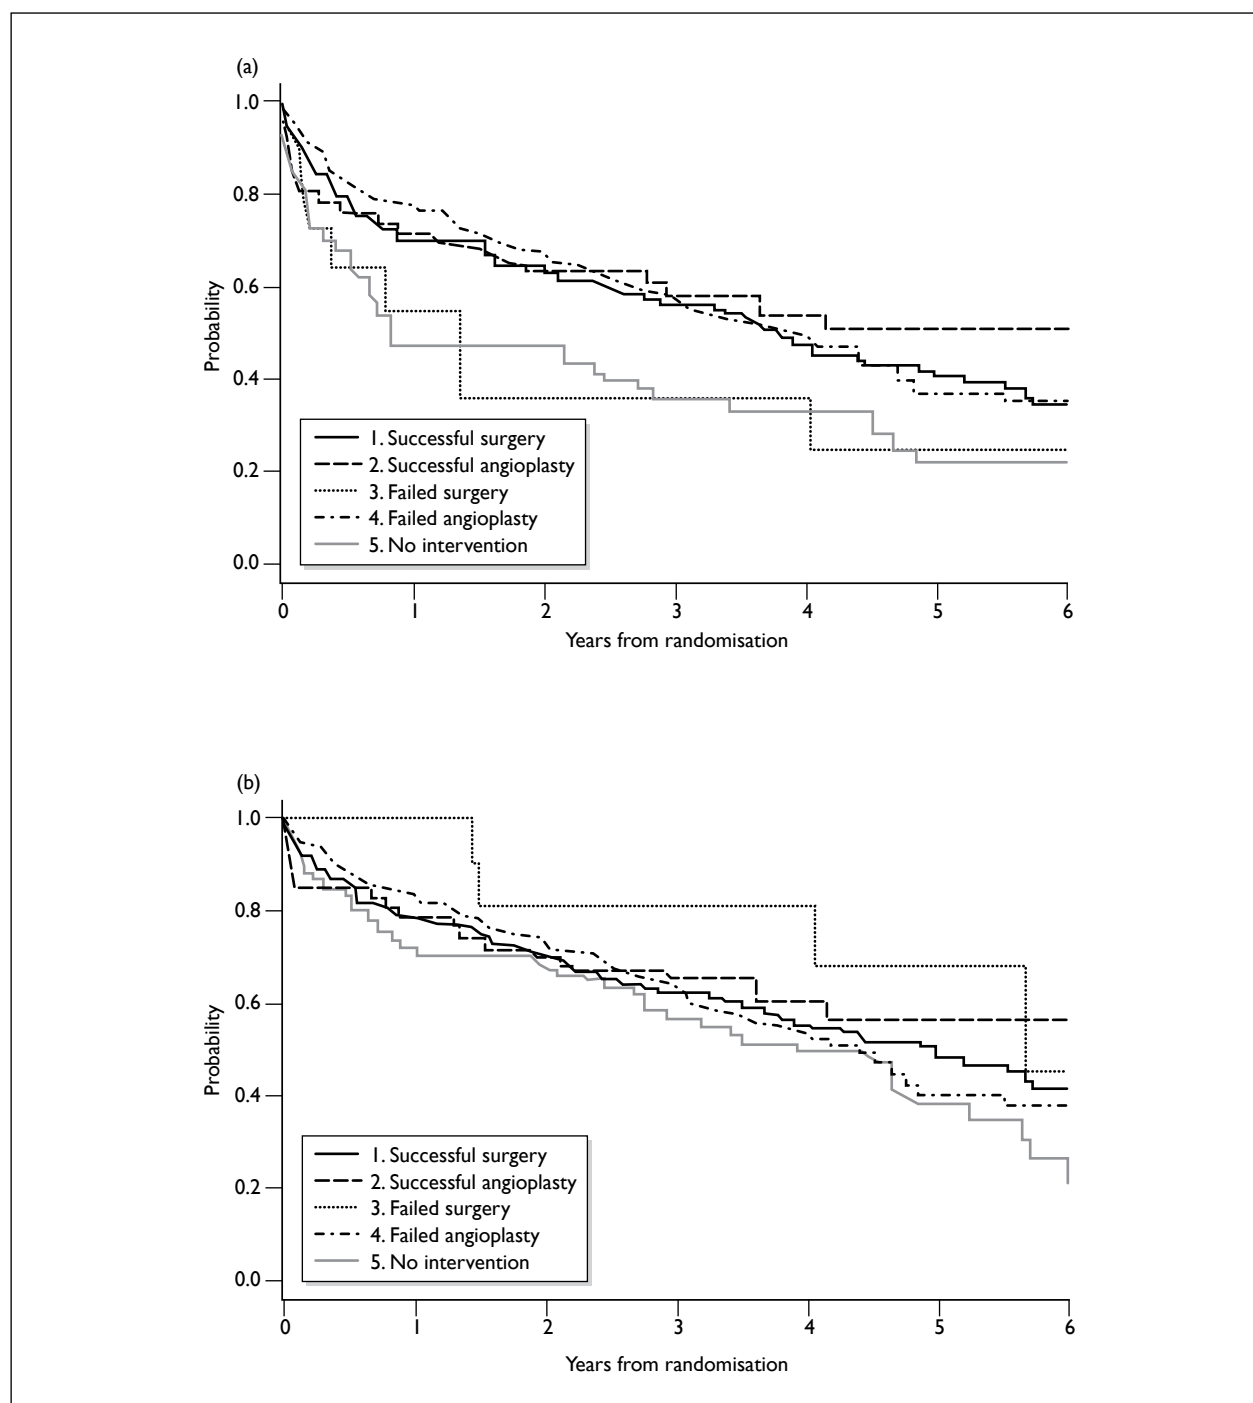 (a)
1.0
0.8
0.6
0.4
0.2
0.0
Probability
1. Successful surgery
2. Successful angioplasty
3. Failed surgery
4. Failed angioplasty
5. No intervention
0 1 2 3 4 5 6
Years from randomisation
(b)
1.0
0.8
0.6
0.4
0.2
0.0
Probability
1. Successful surgery
2. Successful angioplasty
3. Failed surgery
4. Failed angioplasty
5. No intervention
0 1 2 3 4 5 6
Years from randomisation